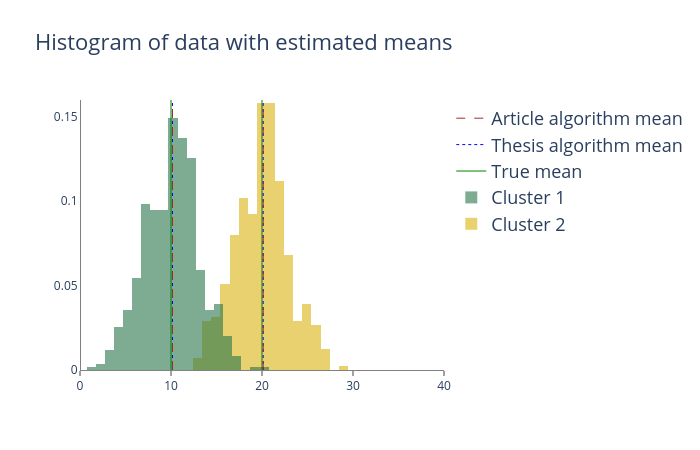 Histogram of data with estimated means
0.15
0.1
0.05
0
0
10
20
30
40
Article algorithm mean
Thesis algorithm mean
True mean
Cluster 1
Cluster 2